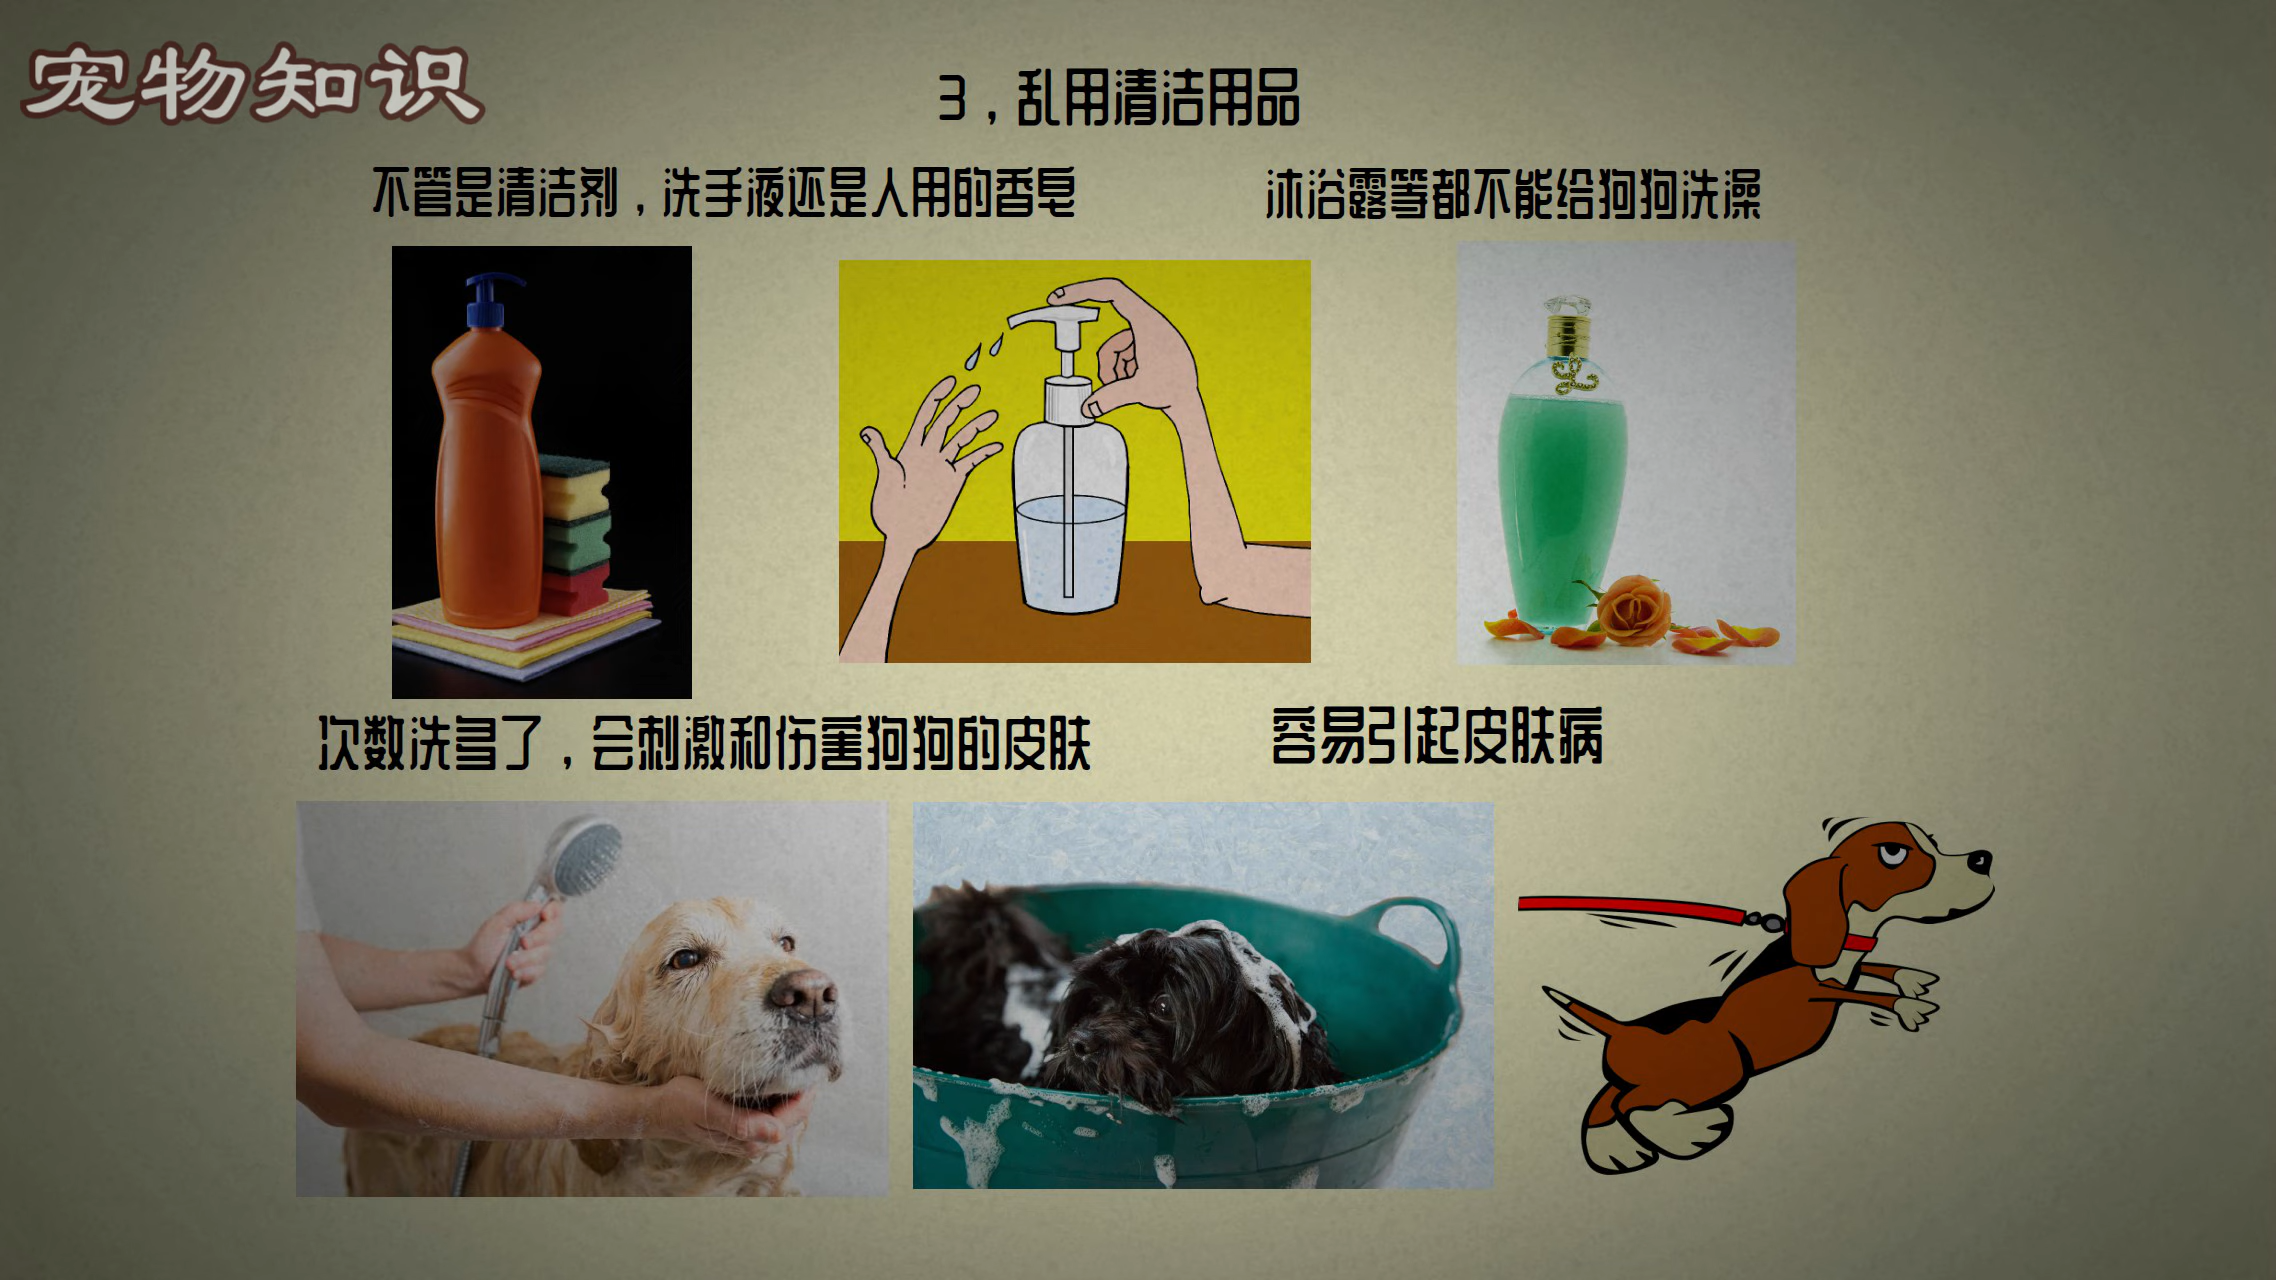 宠物知识
3，乱用清洁用品
不管是清洁剂，洗手液还是人用的香皂
沐浴露等都不能给狗狗洗澡
次数洗多了，会刺激和伤害狗狗的皮肤
容易引起皮肤病